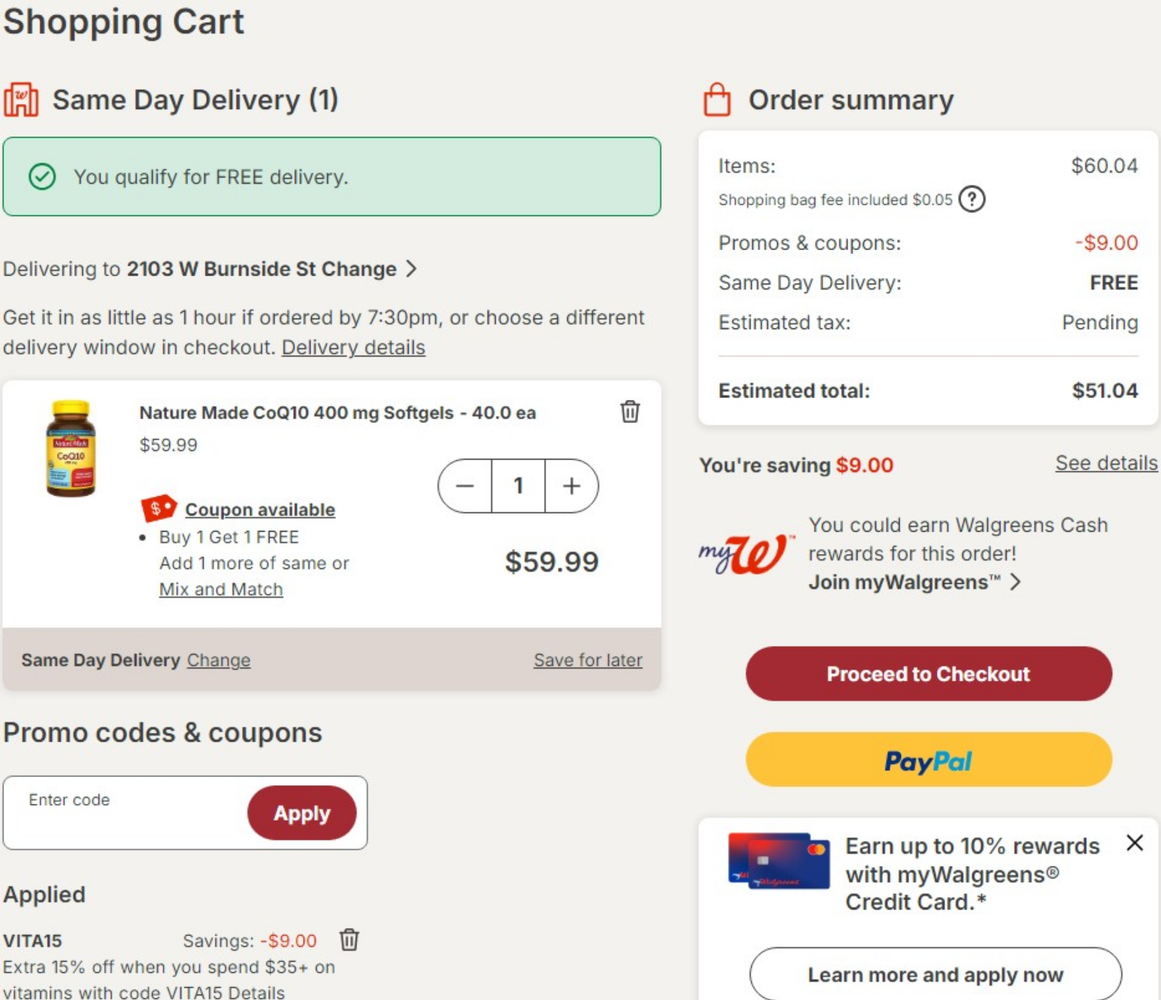 Shopping Cart
Same Day Delivery (1)
You qualify for FREE delivery.
Delivering to 2103 W Burnside St Change
Get it in as little as 1 hour if ordered by 7:30pm, or choose a different
delivery window in checkout. Delivery details
Nature Made CoQ10 400 mg Softgels - 40.0 ea
$59.99
Coupon available
- 1 +
• Buy 1 Get 1 FREE
Add 1 more of same or
Mix and Match
$59.99
Same Day Delivery Change
Save for later
Promo codes & coupons
Enter code
Apply
Applied
VITA15
Savings: -$9.00
Extra 15% off when you spend $35+ on
vitamins with code VITA15 Details
Order summary
Items: $60.04
Shopping bag fee included $0.05 ?
Promos & coupons: -$9.00
Same Day Delivery: FREE
Estimated tax: Pending
Estimated total: $51.04
You're saving $9.00
See details
myW™
You could earn Walgreens Cash
rewards for this order!
Join myWalgreens™
Proceed to Checkout
PayPal
Earn up to 10% rewards
with myWalgreens®
Credit Card.*
Learn more and apply now